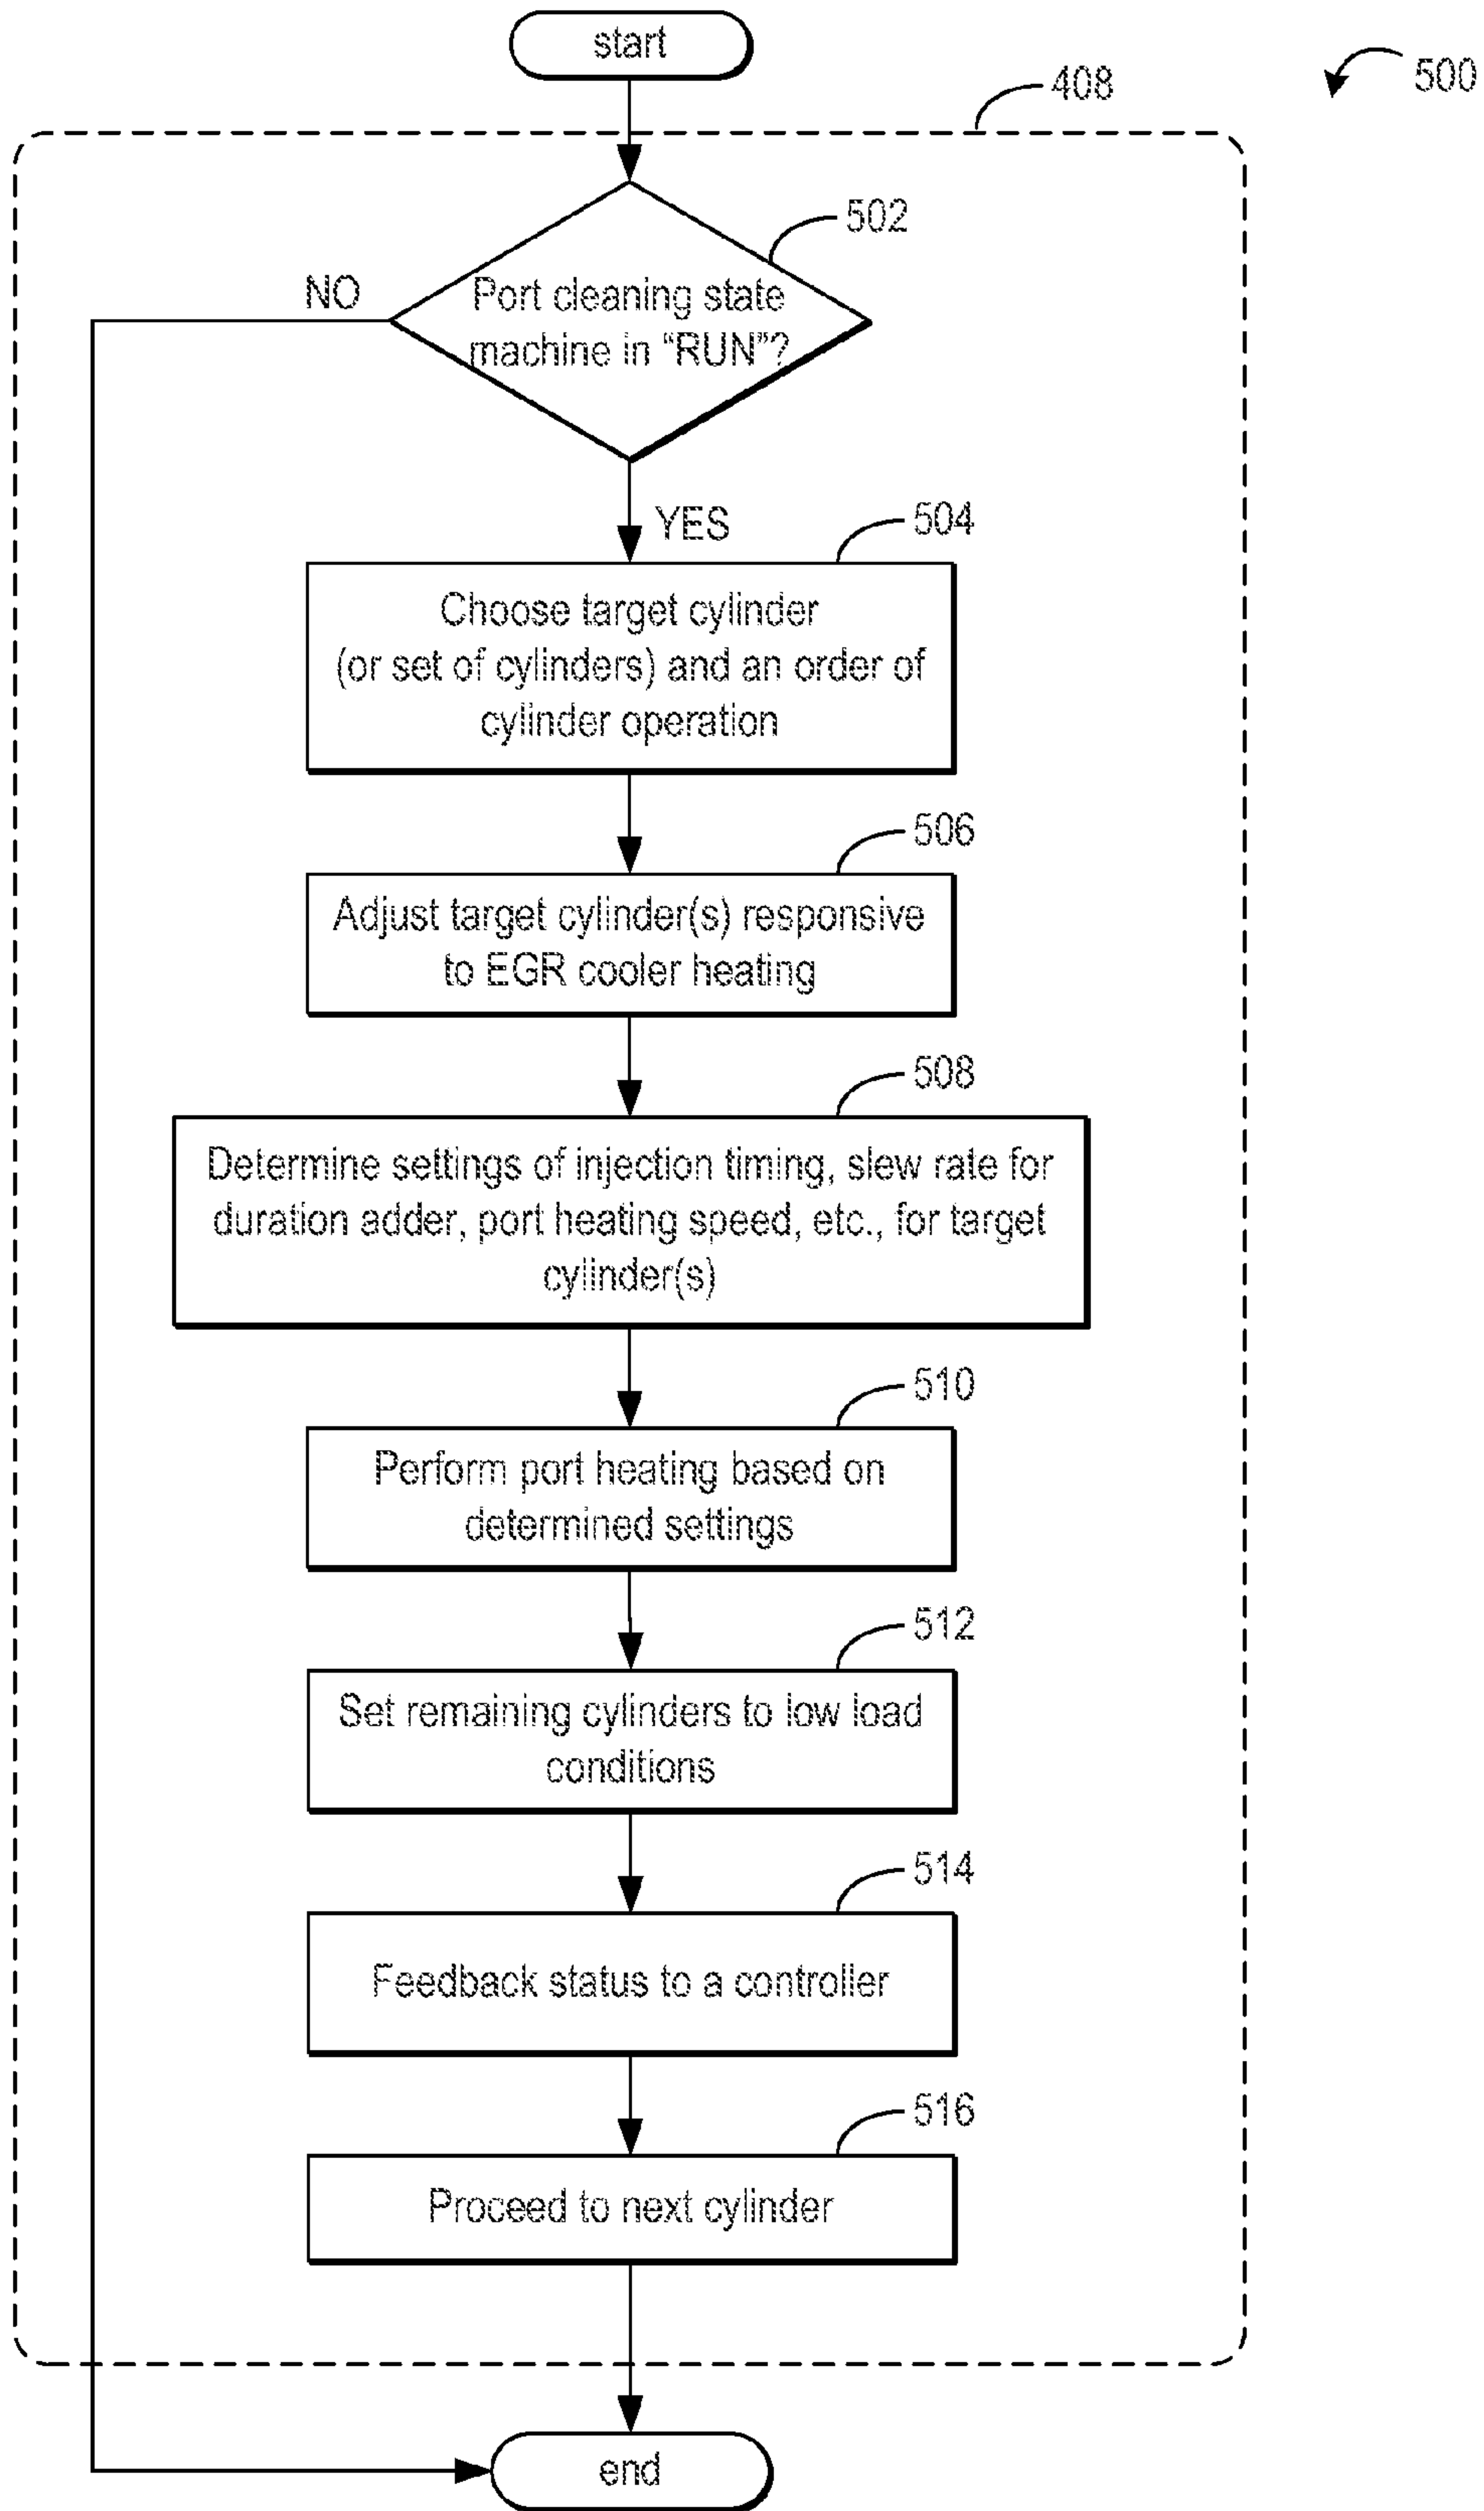 start
500
408
502
NO
Port cleaning state
machine in “RUN”?
YES
504
Choose target cylinder
(or set of cylinders) and an order of
cylinder operation
506
Adjust target cylinder(s) responsive
to EGR cooler heating
508
Determine settings of injection timing, slew rate for
duration adder, port heating speed, etc., for target
cylinder(s)
510
Perform port heating based on
determined settings
512
Set remaining cylinders to low load
conditions
514
Feedback status to a controller
516
Proceed to next cylinder
end